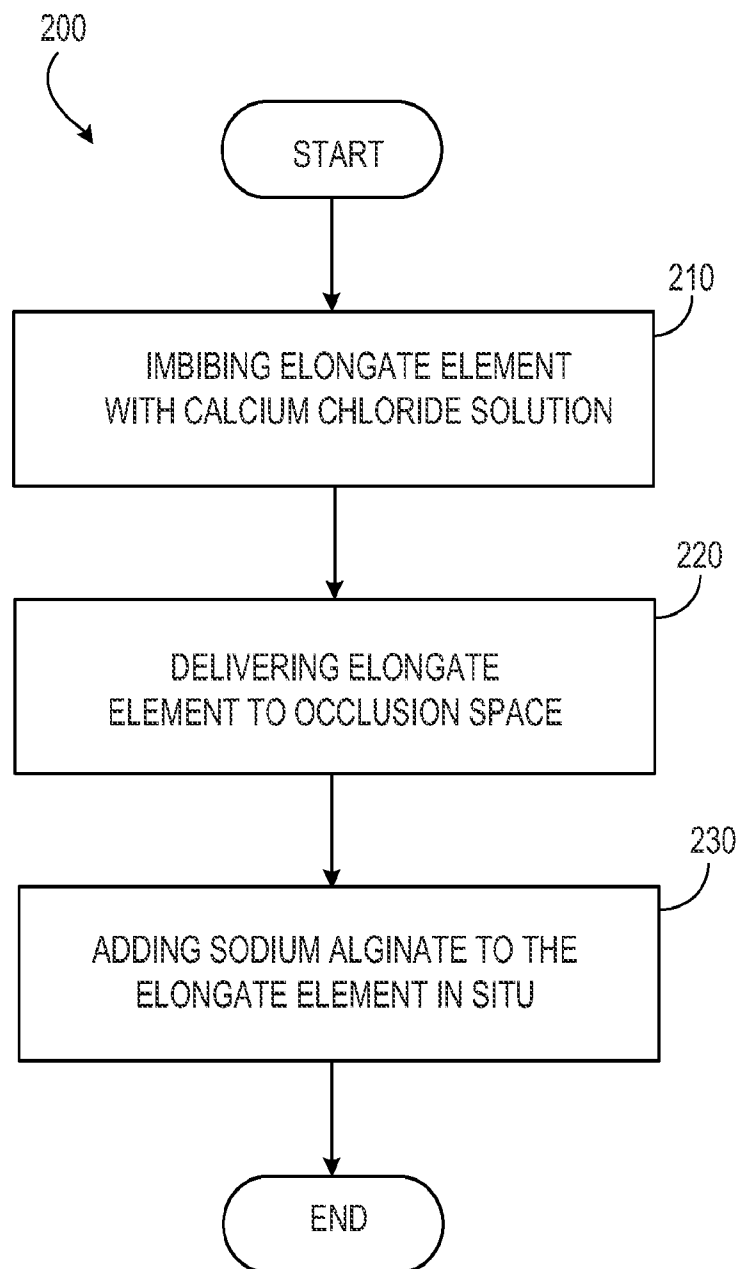 200
START
210
IMBIBING ELONGATE ELEMENT
WITH CALCIUM CHLORIDE SOLUTION
220
DELIVERING ELONGATE
ELEMENT TO OCCLUSION SPACE
230
ADDING SODIUM ALGINATE TO THE
ELONGATE ELEMENT IN SITU
END